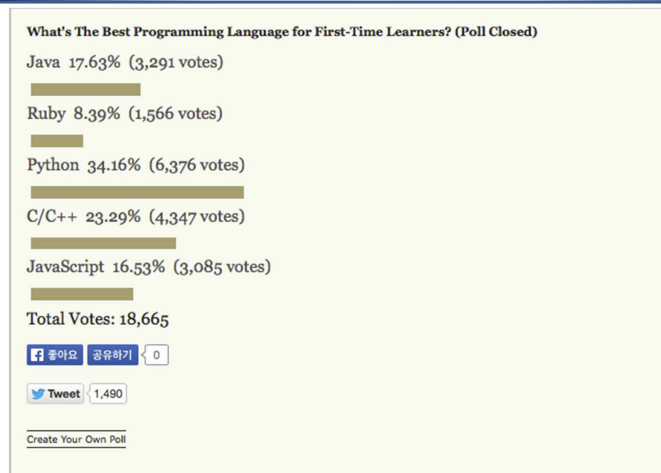 What's The Best Programming Language for First-Time Learners? (Poll Closed)
Java 17.63% (3,291 votes)
Ruby 8.39% (1,566 votes)
Python 34.16% (6,376 votes)
C/C++ 23.29% (4,347 votes)
JavaScript 16.53% (3,085 votes)
Total Votes: 18,665
좋아요 공유하기 0
Tweet 1,490
Create Your Own Poll